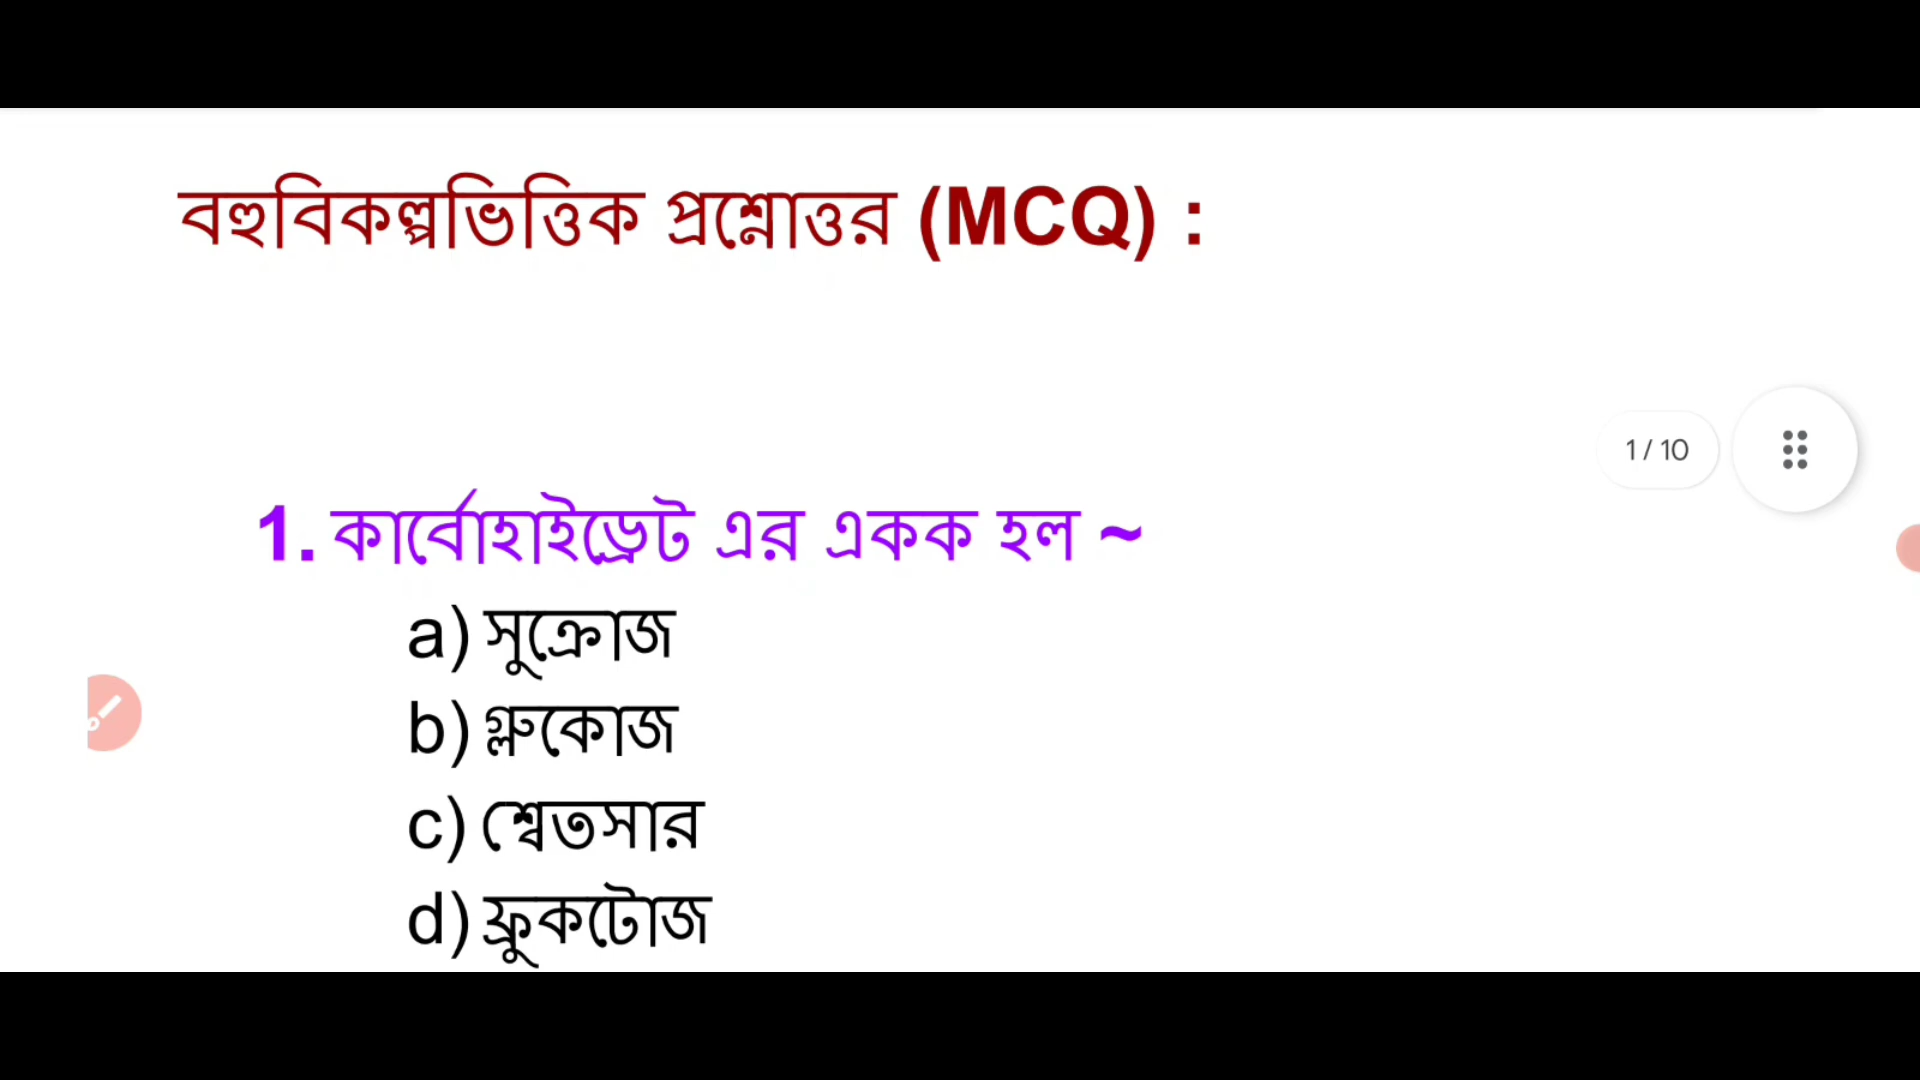 বহুবিকল্পভিত্তিক প্রশ্নোত্তর (MCQ) :
1 / 10
1. কার্বোহাইড্রেট এর একক হল ~
a) সুক্রোজ
b) গ্লুকোজ
c) শ্বেতসার
d) ফ্রুকটোজ